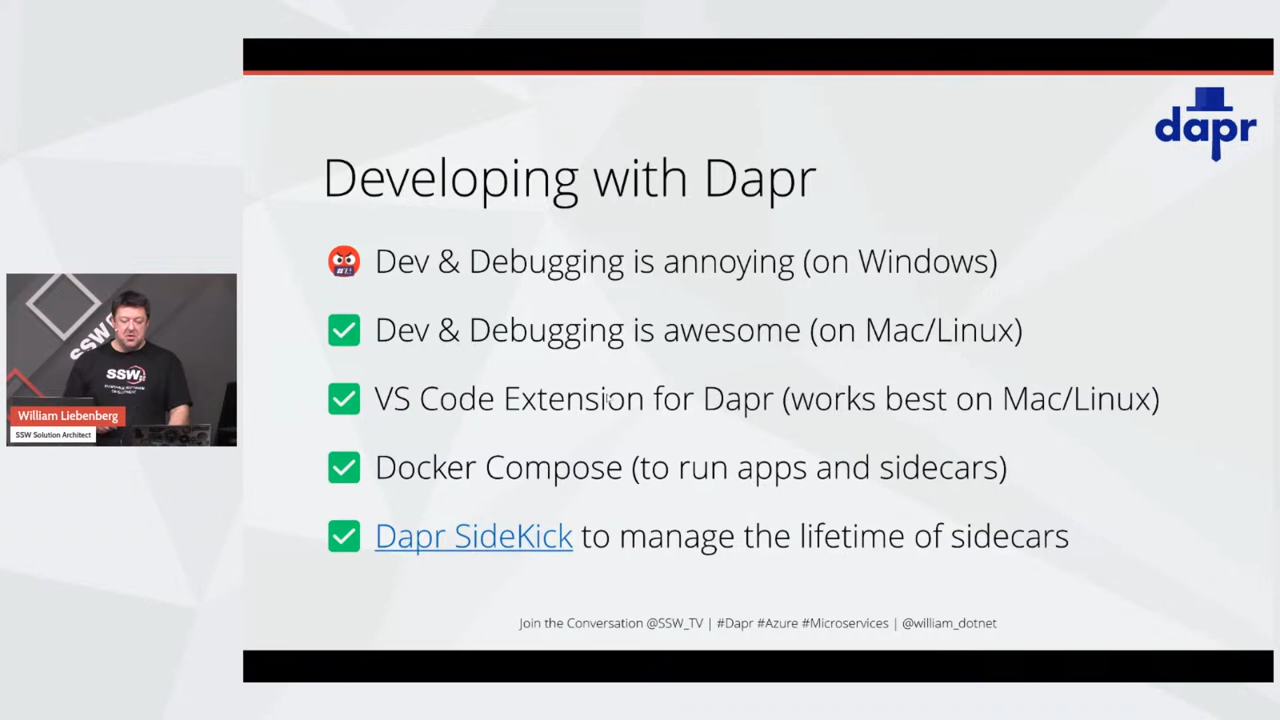 dapr
Developing with Dapr
Dev & Debugging is annoying (on Windows)
Dev & Debugging is awesome (on Mac/Linux)
VS Code Extension for Dapr (works best on Mac/Linux)
Docker Compose (to run apps and sidecars)
Dapr SideKick to manage the lifetime of sidecars
Join the Conversation @SSW_TV | #Dapr #Azure #Microservices | @william_dotnet
SSW
SSW
William Liebenberg
SSW Solution Architect